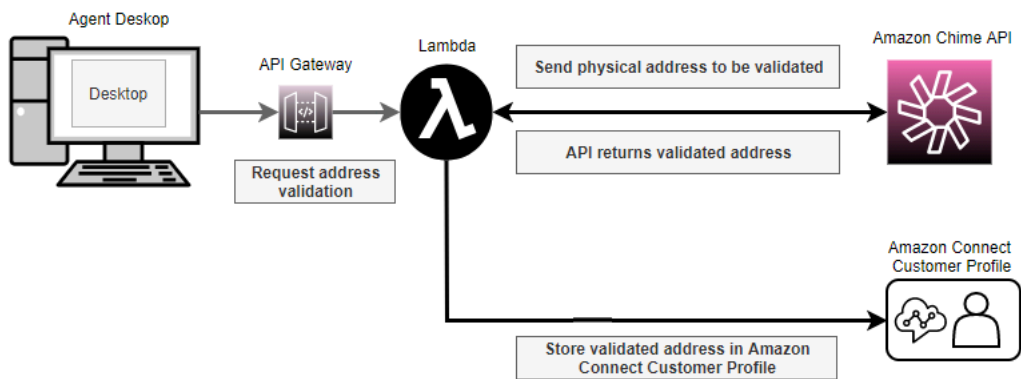 Agent Deskop
Desktop
API Gateway
Request address
validation
Lambda
Send physical address to be validated
API returns validated address
Amazon Chime API
Amazon Connect
Customer Profile
Store validated address in Amazon
Connect Customer Profile